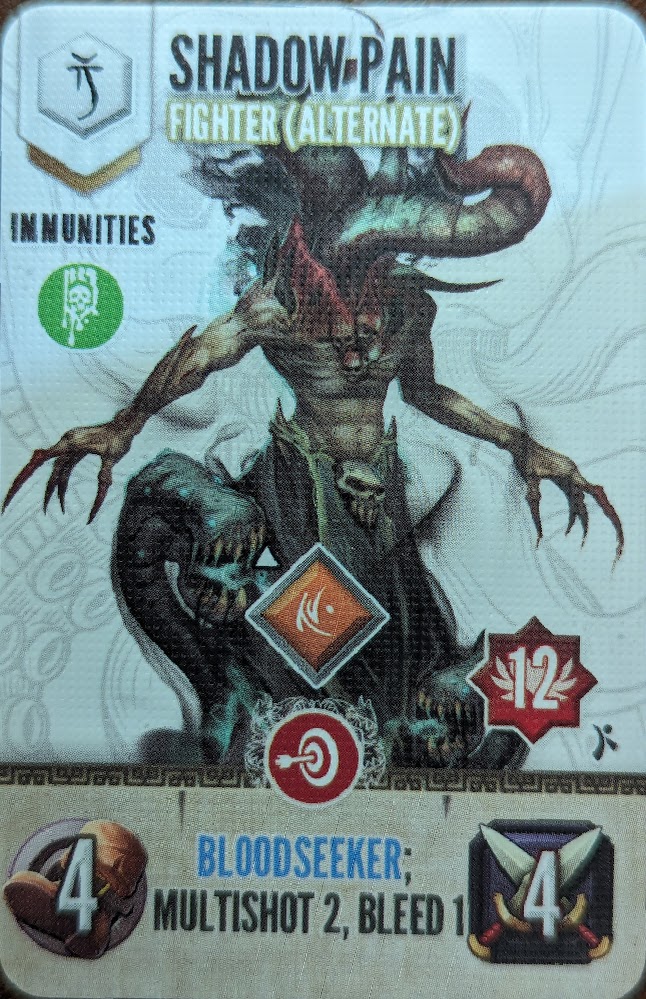 SHADOW-PAIN
FIGHTER (ALTERNATE)
IMMUNITIES
12
4
BLOODSEEKER;
MULTISHOT 2, BLEED 1
4